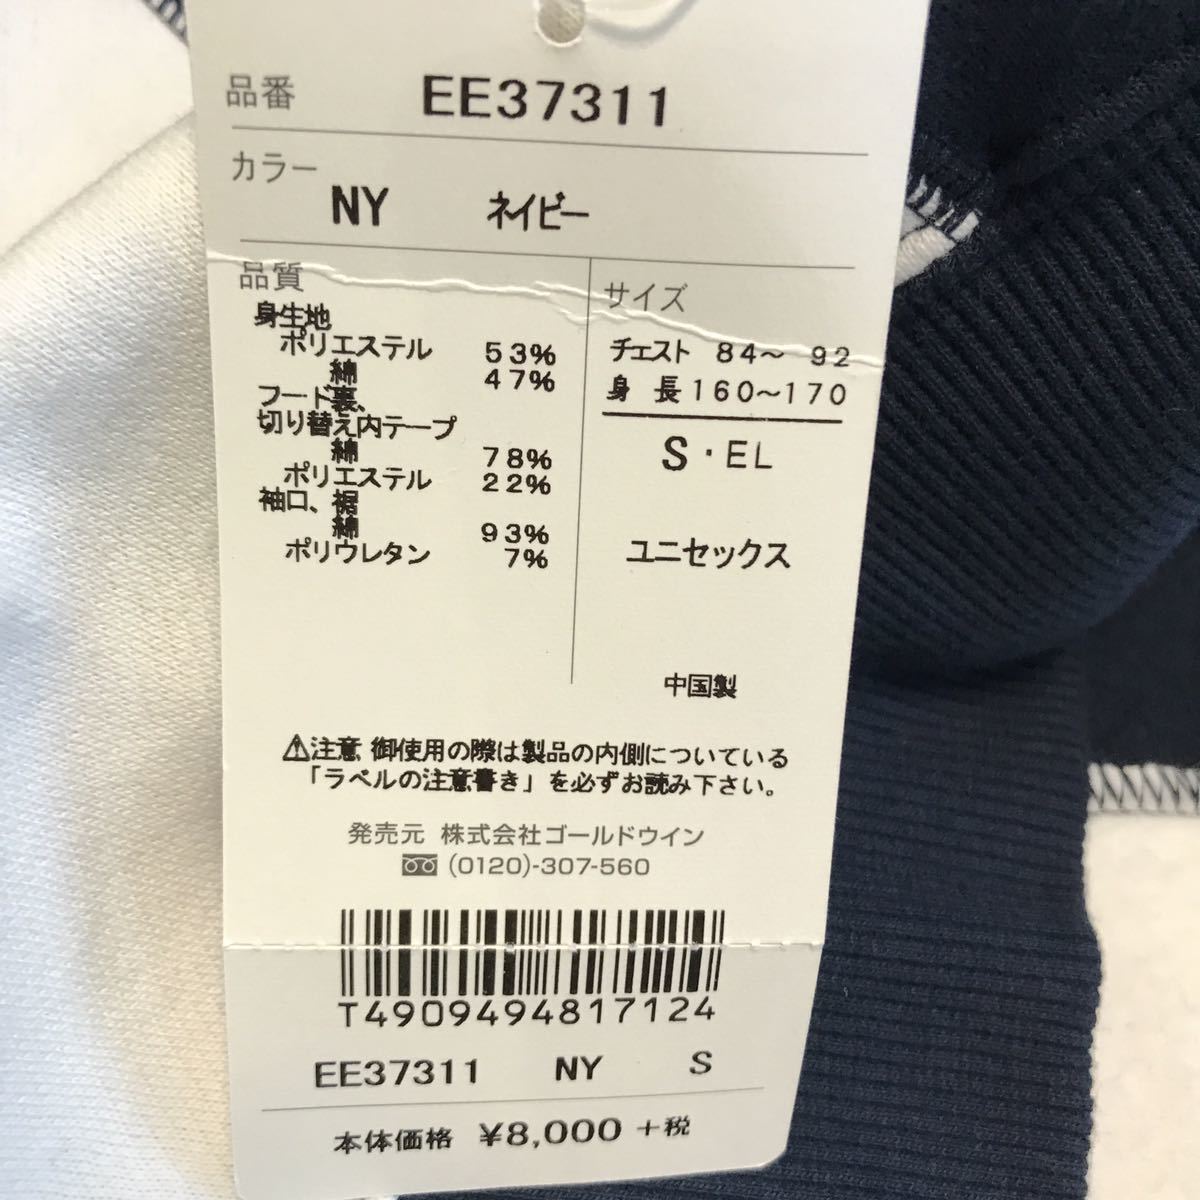 品番 EE37311
カラー
NY ネイビー
品質
身生地
ポリエステル 53%
綿 47%
フード裏、
切り替え内テープ
綿 78%
ポリエステル 22%
袖口、裾
綿 93%
ポリウレタン 7%
サイズ
チェスト 84～ 92
身 長160～170
S・EL
ユニセックス
中国製
⚠注意 御使用の際は製品の内側についている
「ラベルの注意書き」を必ずお読み下さい。
発売元 株式会社ゴールドウイン
(0120)-307-560
T4909494817124
EE37311 NY S
本体価格 ¥8,000 +税